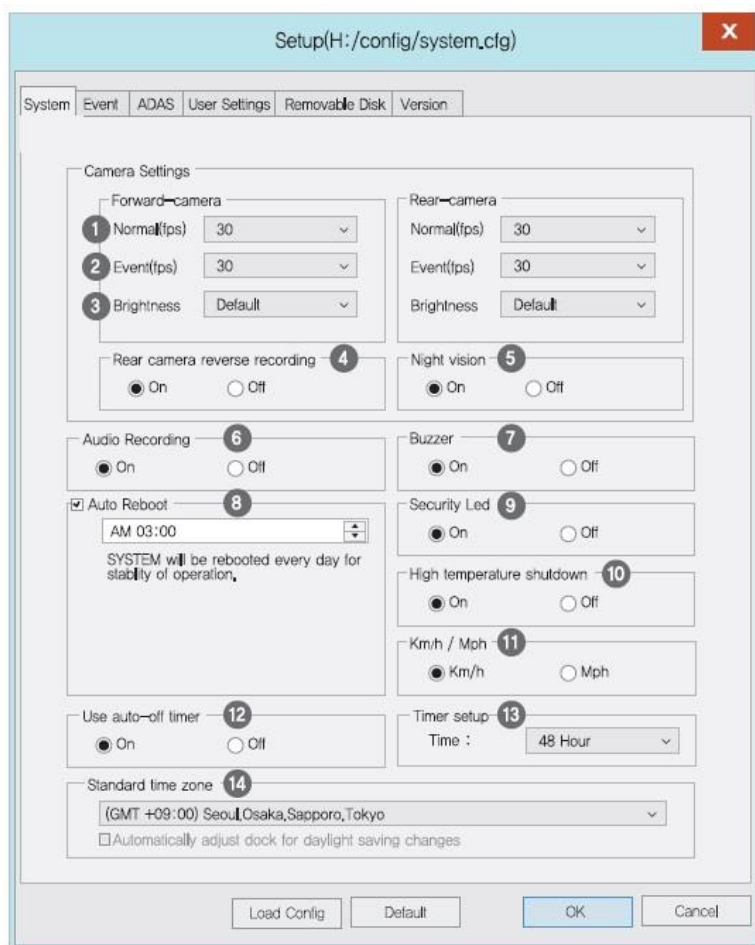 Setup(H:/config/system.cfg)
X
System Event ADAS User Settings Removable Disk Version
Camera Settings
Forward-camera
1 Normal(fps) 30
2 Event(fps) 30
3 Brightness Default
Rear-camera
Normal(fps) 30
Event(fps) 30
Brightness Default
Rear camera reverse recording 4
On Off
Night vision 5
On Off
Audio Recording 6
On Off
Buzzer 7
On Off
Auto Reboot 8
AM 03:00
SYSTEM will be rebooted every day for
stablity of operation.
Security Led 9
On Off
High temperature shutdown 10
On Off
Km/h / Mph 11
Km/h Mph
Use auto-off timer 12
On Off
Timer setup 13
Time : 48 Hour
Standard time zone 14
(GMT +09:00) Seoul,Osaka,Sapporo,Tokyo
Automatically adjust dock for daylight saving changes
Load Config Default OK Cancel